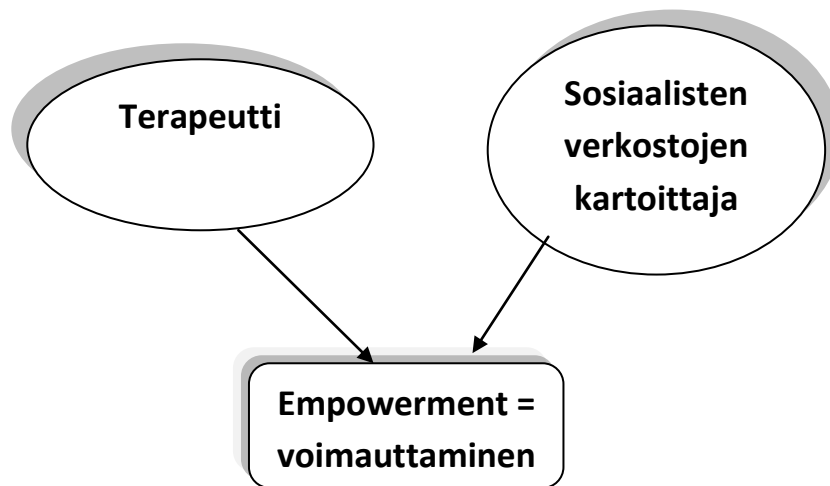 Terapeutti
Sosiaalisten
verkostojen
kartoittaja
Empowerment =
voimauttaminen